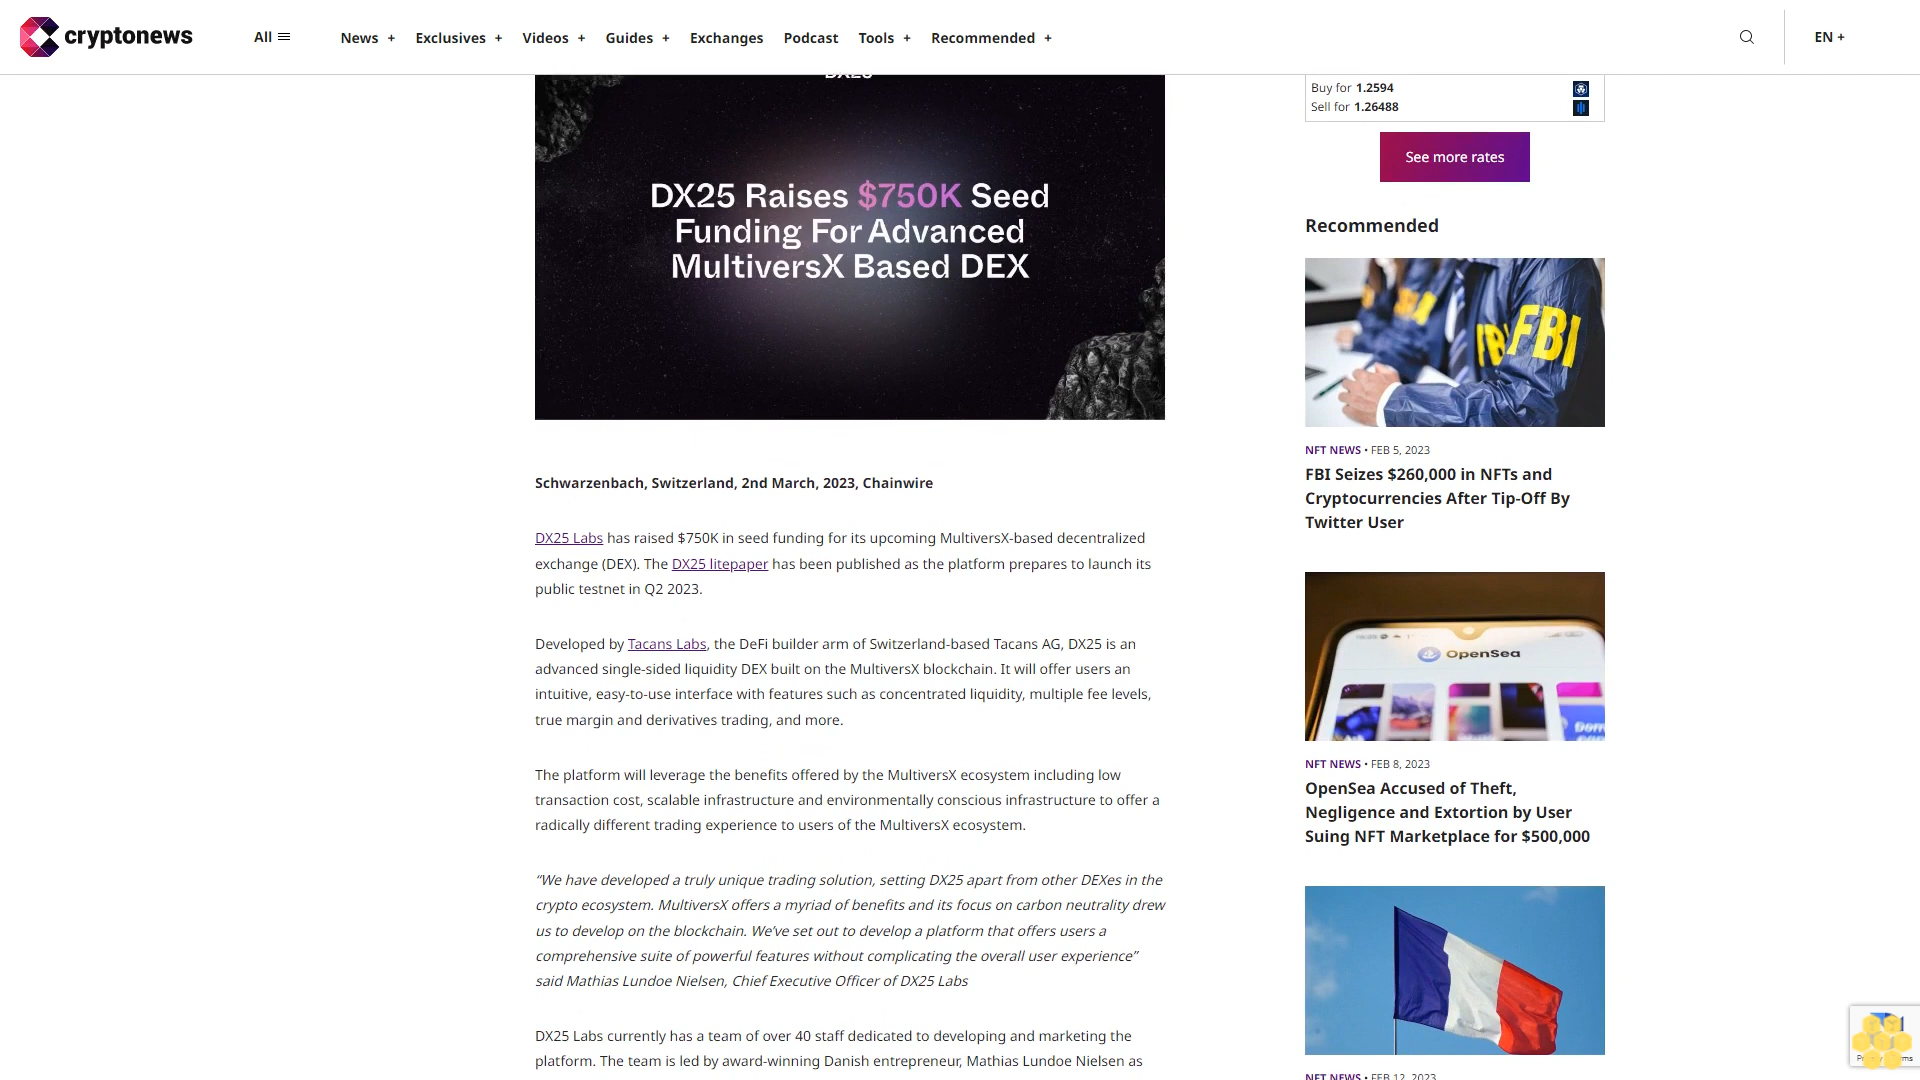 cryptonews
All
News +
Exclusives +
Videos +
Guides +
Exchanges
Podcast
Tools +
Recommended +
EN +
DX25 Raises $750K Seed
Funding For Advanced
MultiversX Based DEX
Schwarzenbach, Switzerland, 2nd March, 2023, Chainwire
DX25 Labs has raised $750K in seed funding for its upcoming MultiversX-based decentralized
exchange (DEX). The DX25 litepaper has been published as the platform prepares to launch its
public testnet in Q2 2023.
Developed by Tacans Labs, the DeFi builder arm of Switzerland-based Tacans AG, DX25 is an
advanced single-sided liquidity DEX built on the MultiversX blockchain. It will offer users an
intuitive, easy-to-use interface with features such as concentrated liquidity, multiple fee levels,
true margin and derivatives trading, and more.
The platform will leverage the benefits offered by the MultiversX ecosystem including low
transaction cost, scalable infrastructure and environmentally conscious infrastructure to offer a
radically different trading experience to users of the MultiversX ecosystem.
“We have developed a truly unique trading solution, setting DX25 apart from other DEXes in the
crypto ecosystem. MultiversX offers a myriad of benefits and its focus on carbon neutrality drew
us to develop on the blockchain. We’ve set out to develop a platform that offers users a
comprehensive suite of powerful features without complicating the overall user experience”
said Mathias Lundoe Nielsen, Chief Executive Officer of DX25 Labs
DX25 Labs currently has a team of over 40 staff dedicated to developing and marketing the
platform. The team is led by award-winning Danish entrepreneur, Mathias Lundoe Nielsen as
Buy for 1.2594
Sell for 1.26488
See more rates
Recommended
FBI
NFT NEWS • FEB 5, 2023
FBI Seizes $260,000 in NFTs and
Cryptocurrencies After Tip-Off By
Twitter User
OpenSea
NFT NEWS • FEB 8, 2023
OpenSea Accused of Theft,
Negligence and Extortion by User
Suing NFT Marketplace for $500,000
NFT NEWS • FEB 12, 2023